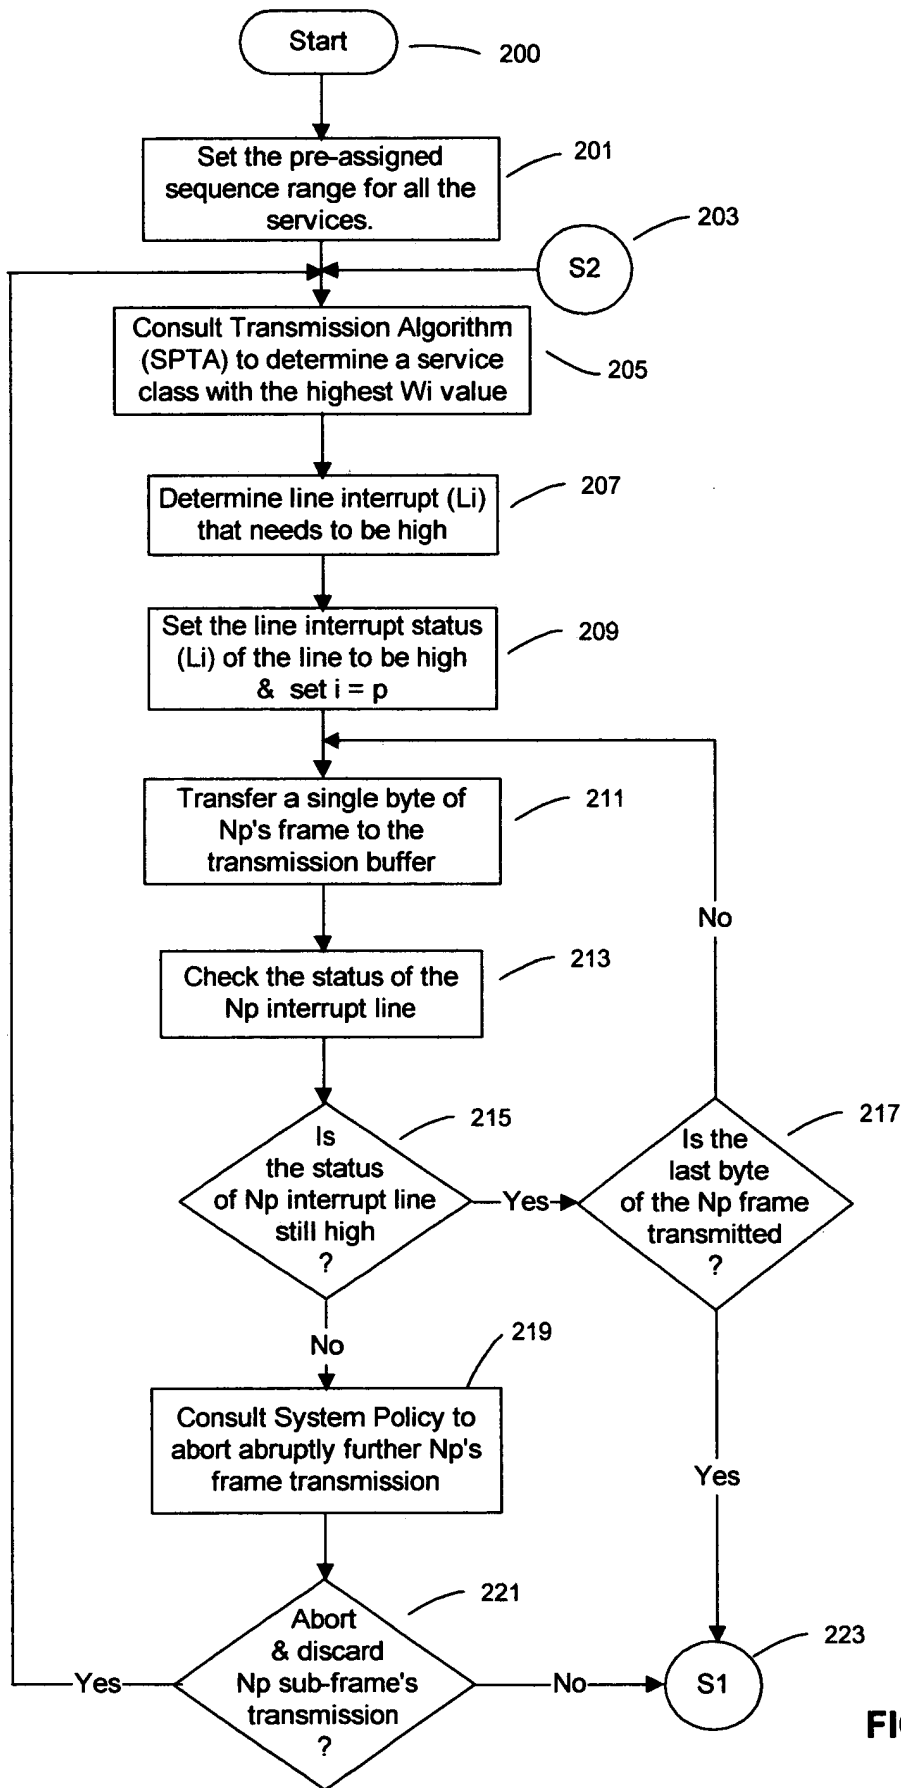 Start
200
Set the pre-assigned
sequence range for all the
services.
201
203
S2
Consult Transmission Algorithm
(SPTA) to determine a service
class with the highest Wi value
205
Determine line interrupt (Li)
that needs to be high
207
Set the line interrupt status
(Li) of the line to be high
& set i = p
209
Transfer a single byte of
Np's frame to the
transmission buffer
211
No
Check the status of the
Np interrupt line
213
Is
the status
of Np interrupt line
still high
?
215
Yes
Is the
last byte
of the Np frame
transmitted
?
217
No
219
Consult System Policy to
abort abruptly further Np's
frame transmission
Yes
Abort
& discard
Np sub-frame's
transmission
?
221
Yes
No
S1
223
FI